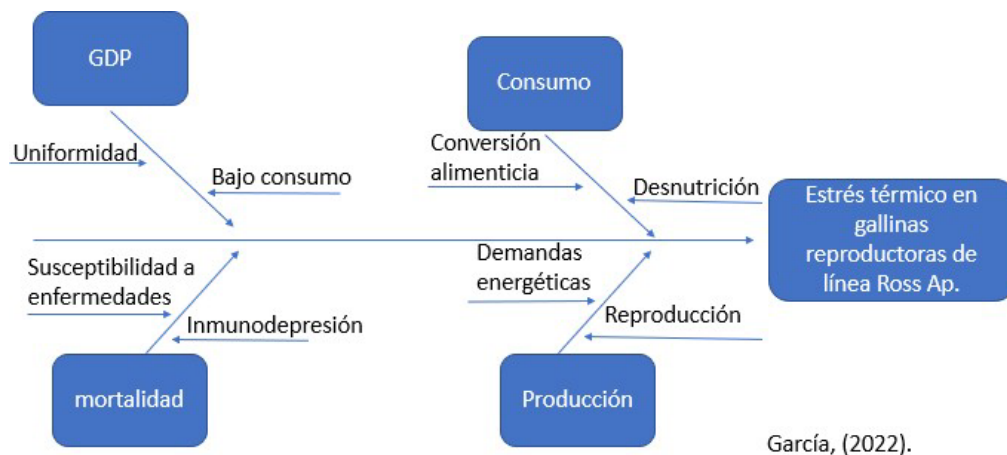 GDP
Consumo
Uniformidad
Bajo consumo
Conversión
alimenticia
Desnutrición
Estrés térmico en
gallinas
reproductoras de
línea Ross Ap.
Susceptibilidad a
enfermedades
Inmunodepresión
Demandas
energéticas
Reproducción
mortalidad
Producción
García, (2022).